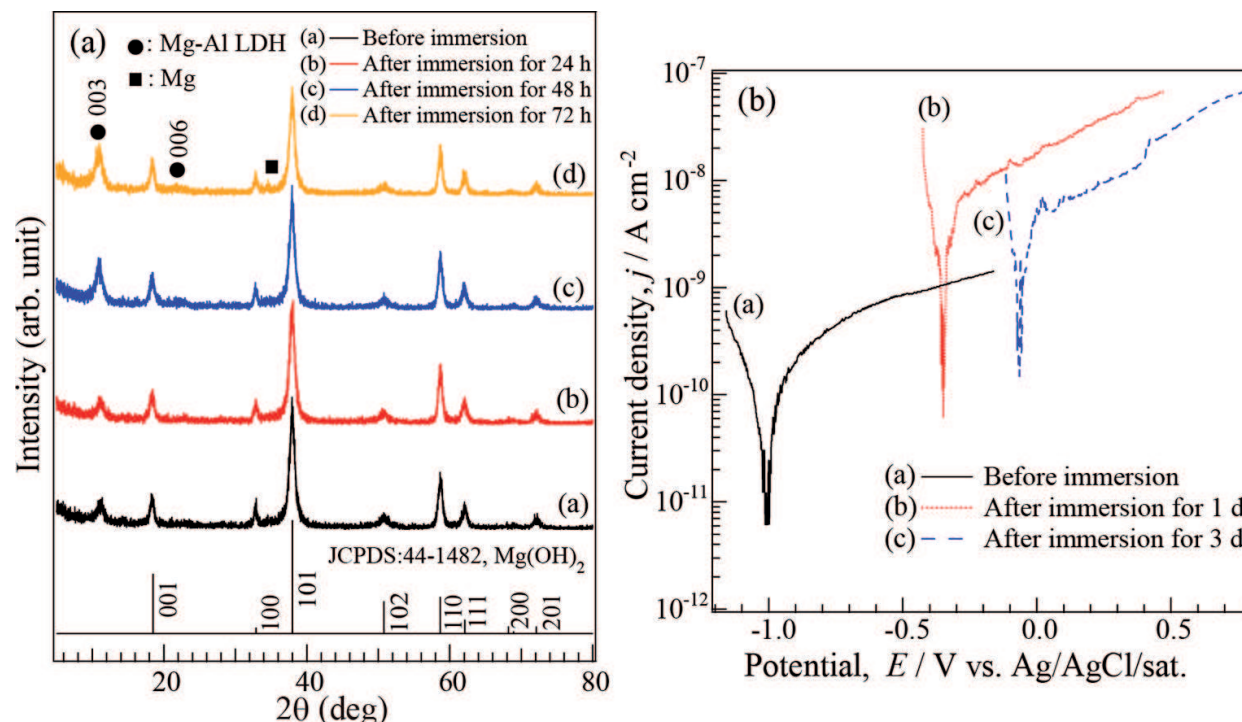 (a)
●: Mg-Al LDH
■: Mg
(a) Before immersion
(b) After immersion for 24 h
(c) After immersion for 48 h
(d) After immersion for 72 h
003
006
(d)
(c)
(b)
(a)
JCPDS:44-1482, Mg(OH)2
001
100
101
102
110
111
200
201
20 40 60 80
2θ (deg)
Intensity (arb. unit)
(b)
(b)
(c)
(a)
(a) Before immersion
(b) After immersion for 1 d
(c) After immersion for 3 d
10-7
10-8
10-9
10-10
10-11
10-12
-1.0 -0.5 0.0 0.5
Potential, E / V vs. Ag/AgCl/sat.
Current density, j / A cm-2